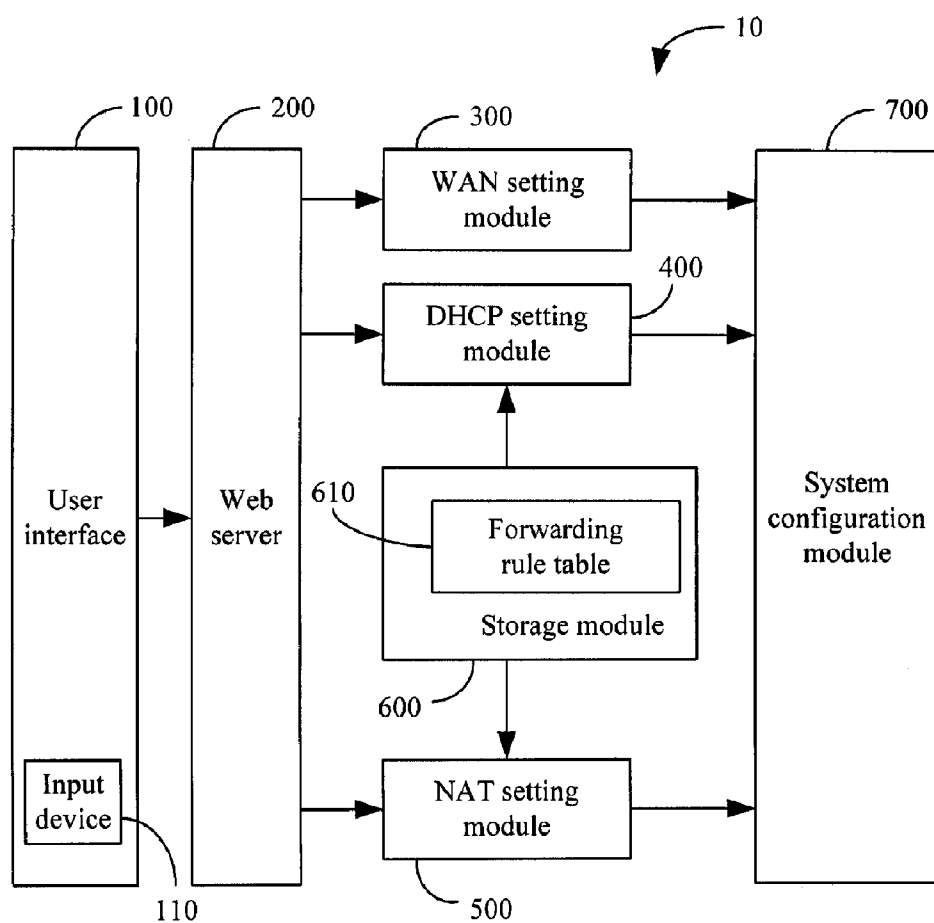 10
100
200
300
700
WAN setting
module
400
DHCP setting
module
User
interface
Web
server
610
Forwarding
rule table
Storage module
600
System
configuration
module
Input
device
110
NAT setting
module
500